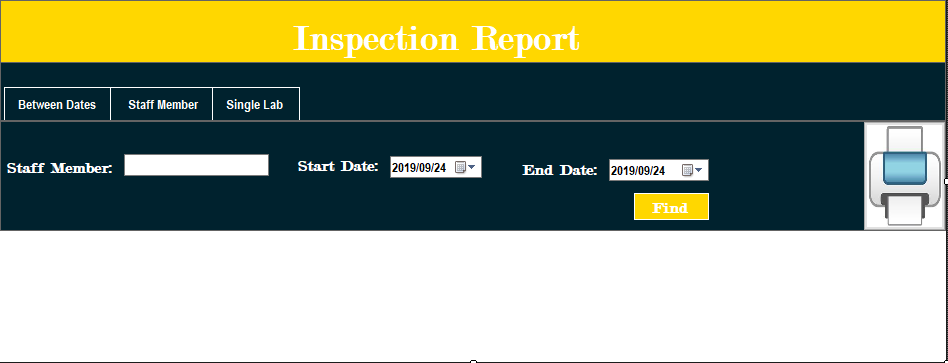 Inspection Report
Between Dates Staff Member Single Lab
Staff Member: Start Date: 2019/09/24 End Date: 2019/09/24
Find